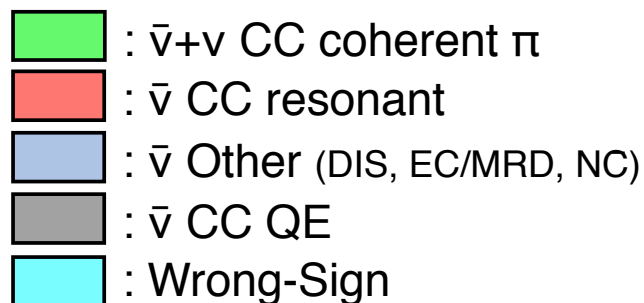 : ν̄+ν CC coherent π
: ν̄ CC resonant
: ν̄ Other (DIS, EC/MRD, NC)
: ν̄ CC QE
: Wrong-Sign